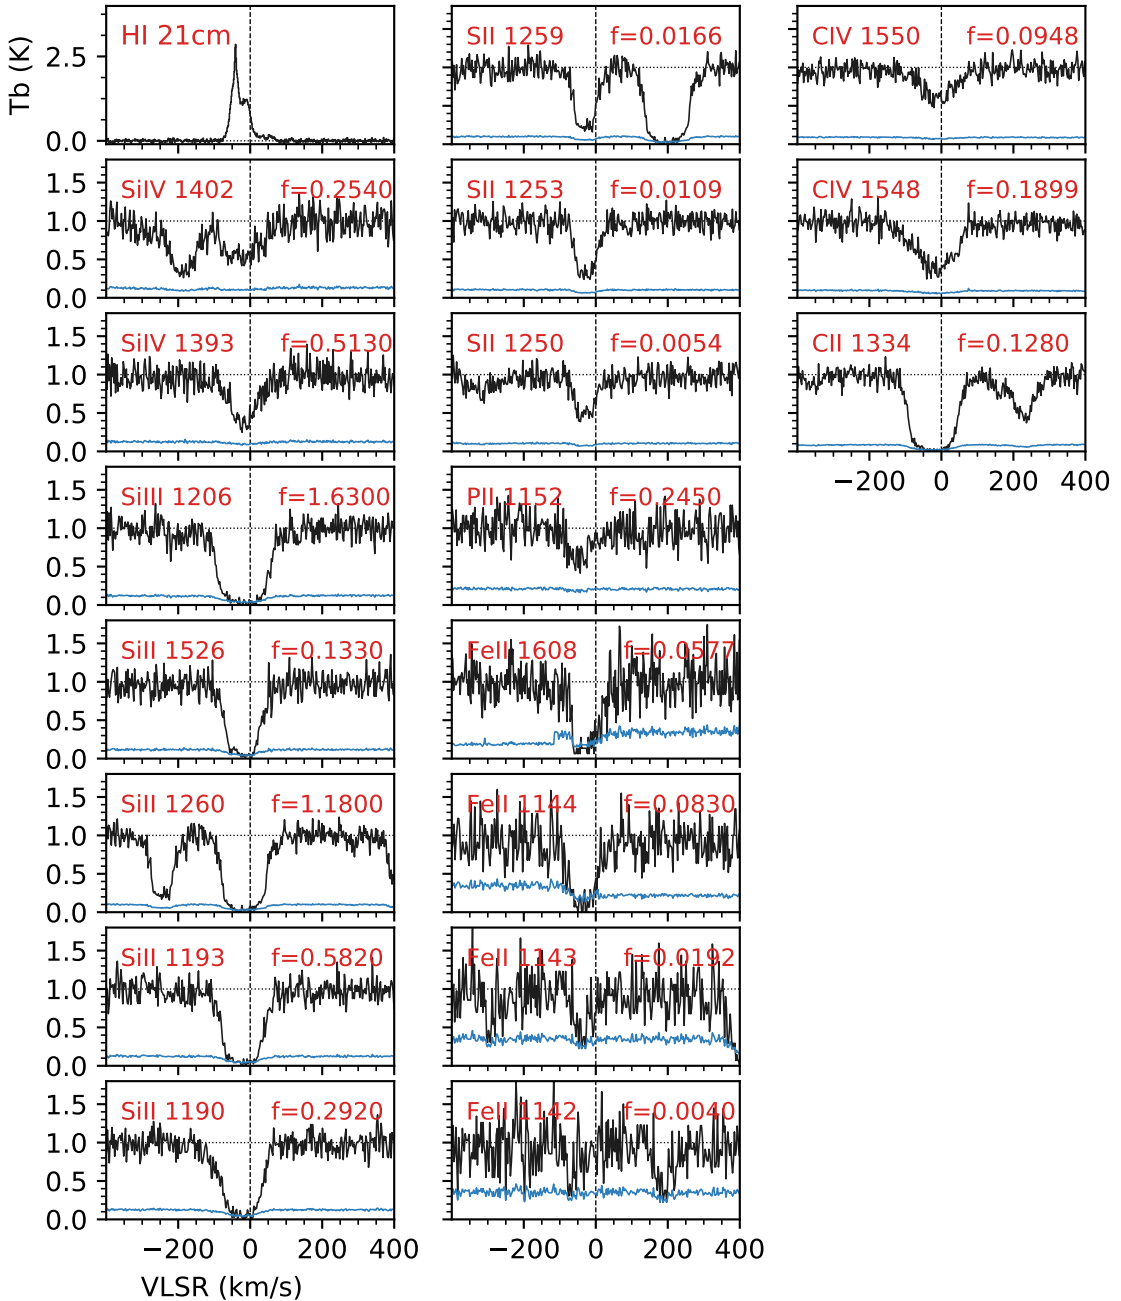 HI 21cm
Tb (K)
2.5
0.0
SiIV 1402 f=0.2540
1.5
1.0
0.5
0.0
SiIV 1393 f=0.5130
1.5
1.0
0.5
0.0
SiIII 1206 f=1.6300
1.5
1.0
0.5
0.0
SiII 1526 f=0.1330
1.5
1.0
0.5
0.0
SiII 1260 f=1.1800
1.5
1.0
0.5
0.0
SiII 1193 f=0.5820
1.5
1.0
0.5
0.0
SiII 1190 f=0.2920
1.5
1.0
0.5
0.0
−200 0 200 400
VLSR (km/s)
SII 1259 f=0.0166
SII 1253 f=0.0109
SII 1250 f=0.0054
PII 1152 f=0.2450
FeII 1608 f=0.0577
FeII 1144 f=0.0830
FeII 1143 f=0.0192
FeII 1142 f=0.0040
−200 0 200 400
CIV 1550 f=0.0948
CIV 1548 f=0.1899
CII 1334 f=0.1280
−200 0 200 400